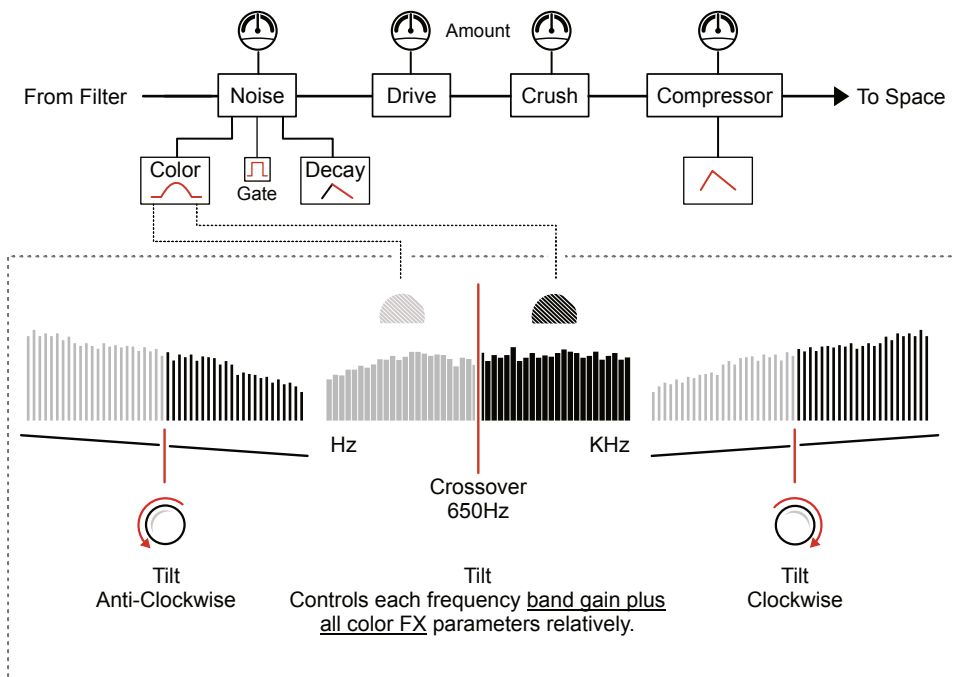 Amount
From Filter
Noise
Drive
Crush
Compressor
To Space
Color
Gate
Decay
Hz
KHz
Crossover
650Hz
Tilt
Anti-Clockwise
Tilt
Controls each frequency band gain plus
all color FX parameters relatively.
Tilt
Clockwise